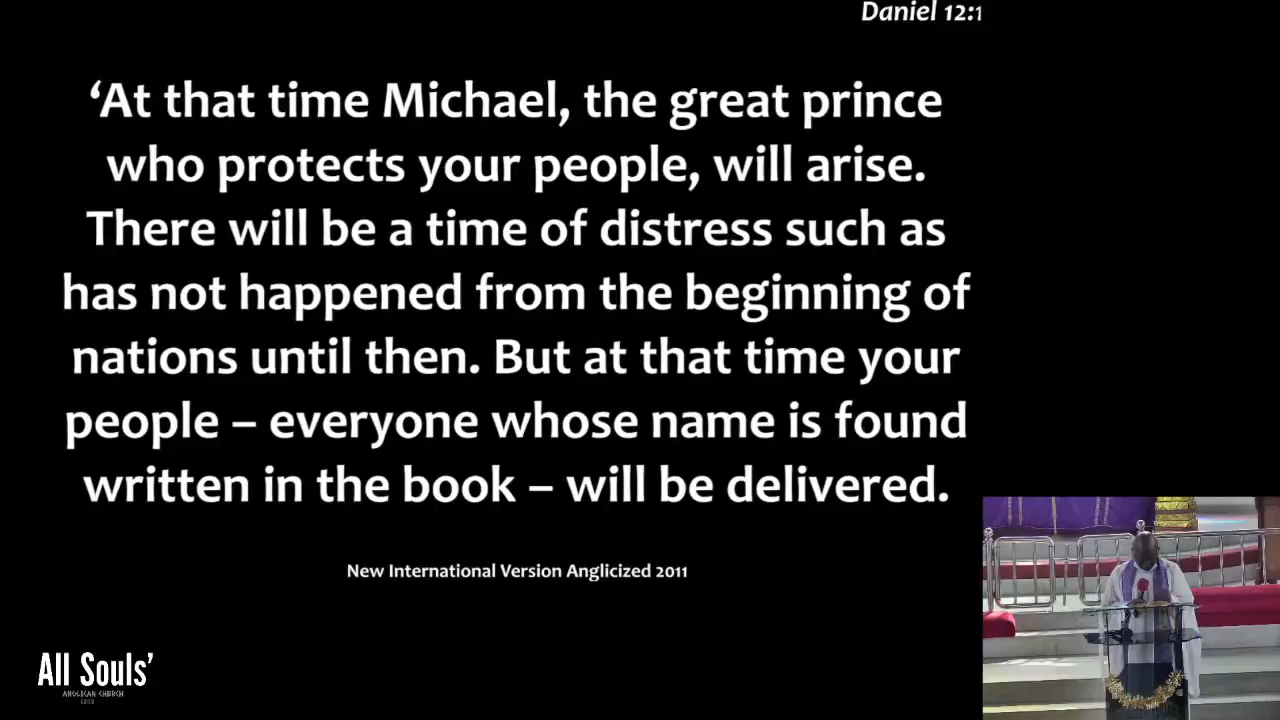 Daniel 12:1
‘At that time Michael, the great prince
who protects your people, will arise.
There will be a time of distress such as
has not happened from the beginning of
nations until then. But at that time your
people – everyone whose name is found
written in the book – will be delivered.
New International Version Anglicized 2011
All Souls’
ANGLICAN CHURCH